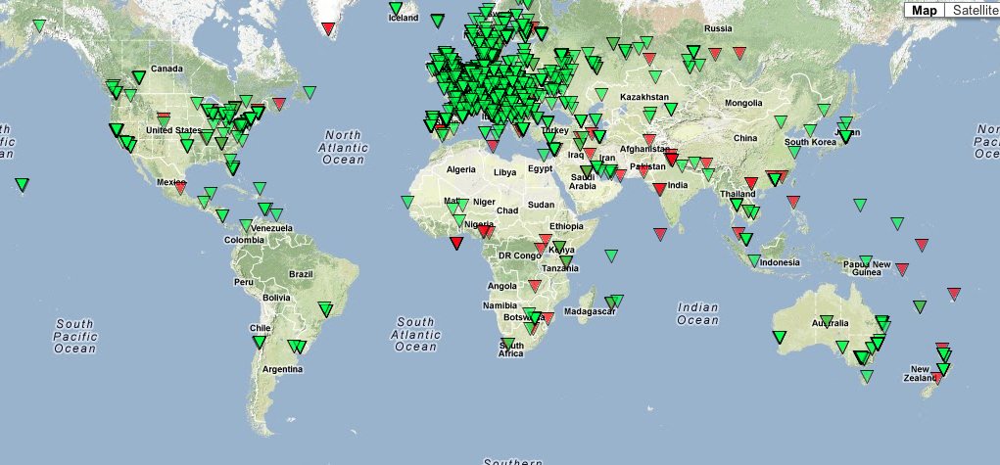 Map Satellite
Iceland
Russia
Canada
Kazakhstan
Mongolia
United States
North
Atlantic
Ocean
Turkey
China
South Korea
Japan
Iraq
Iran
Afghanistan
Pakistan
Algeria
Libya
Egypt
Saudi
Arabia
India
Mexico
Mali
Niger
Chad
Sudan
Thailand
Nigeria
Ethiopia
Venezuela
Colombia
DR Congo
Kenya
Tanzania
Indonesia
Papua New
Guinea
Peru
Brazil
Angola
Bolivia
Namibia
Botswana
Madagascar
Indian
Ocean
South
Pacific
Ocean
South
Atlantic
Ocean
Australia
Chile
South
Africa
Argentina
New
Zealand
Southern